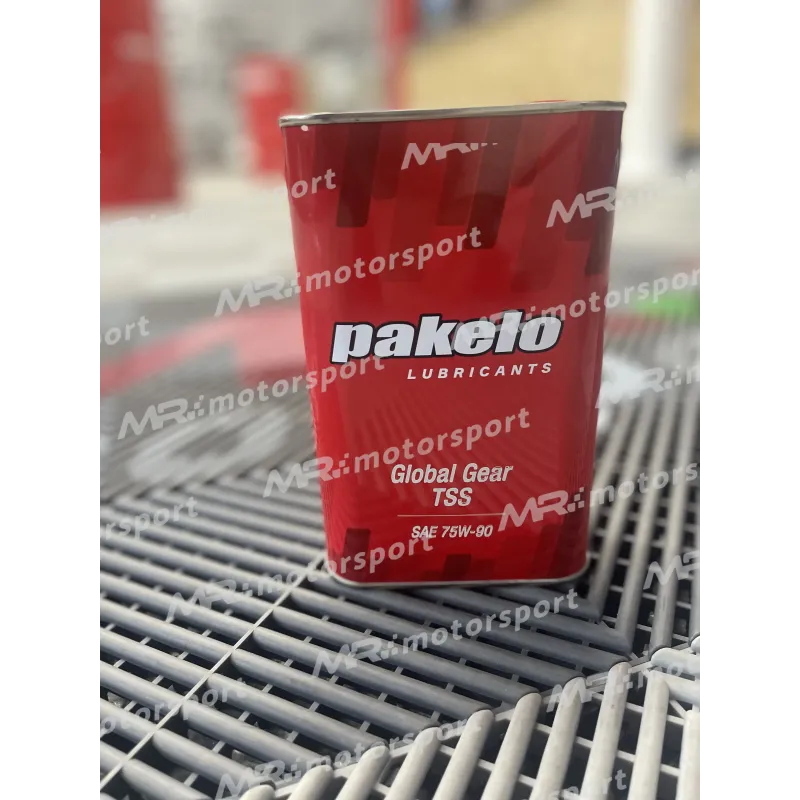 pakelo
LUBRICANTS
Global Gear
TSS
SAE 75W-90
MR motorsport